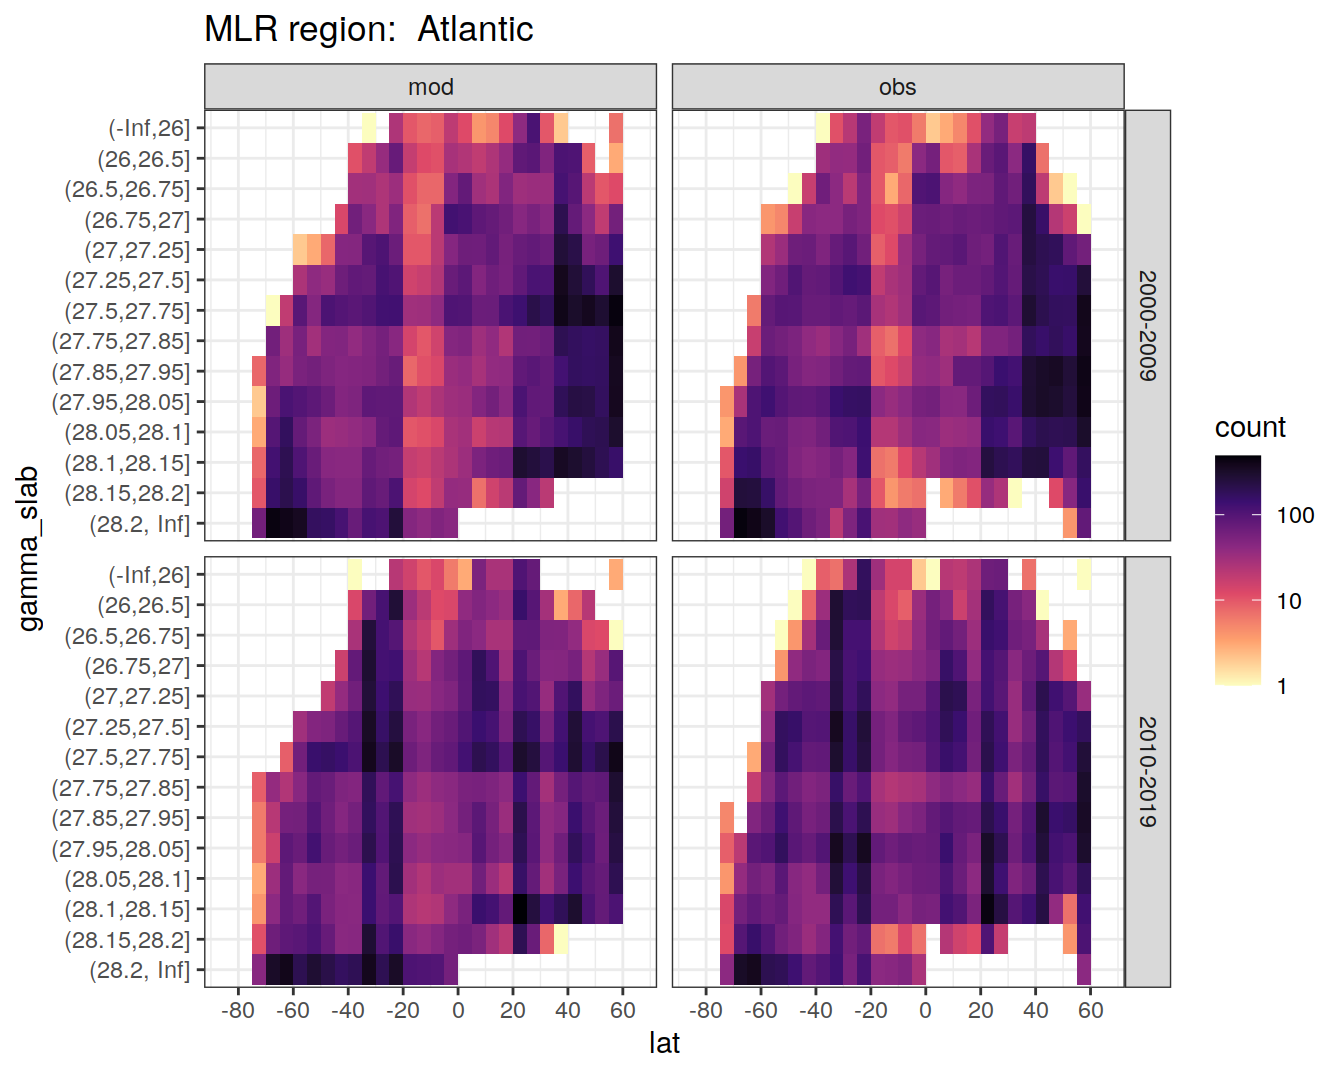 MLR region:  Atlantic
mod
obs
(-Inf,26]
(26,26.5]
(26.5,26.75]
(26.75,27]
(27,27.25]
(27.25,27.5]
(27.5,27.75]
(27.75,27.85]
(27.85,27.95]
(27.95,28.05]
(28.05,28.1]
(28.1,28.15]
(28.15,28.2]
(28.2, Inf]
2000-2009
(-Inf,26]
(26,26.5]
(26.5,26.75]
(26.75,27]
(27,27.25]
(27.25,27.5]
(27.5,27.75]
(27.75,27.85]
(27.85,27.95]
(27.95,28.05]
(28.05,28.1]
(28.1,28.15]
(28.15,28.2]
(28.2, Inf]
2010-2019
gamma_slab
-80 -60 -40 -20 0 20 40 60
-80 -60 -40 -20 0 20 40 60
lat
count
100
10
1